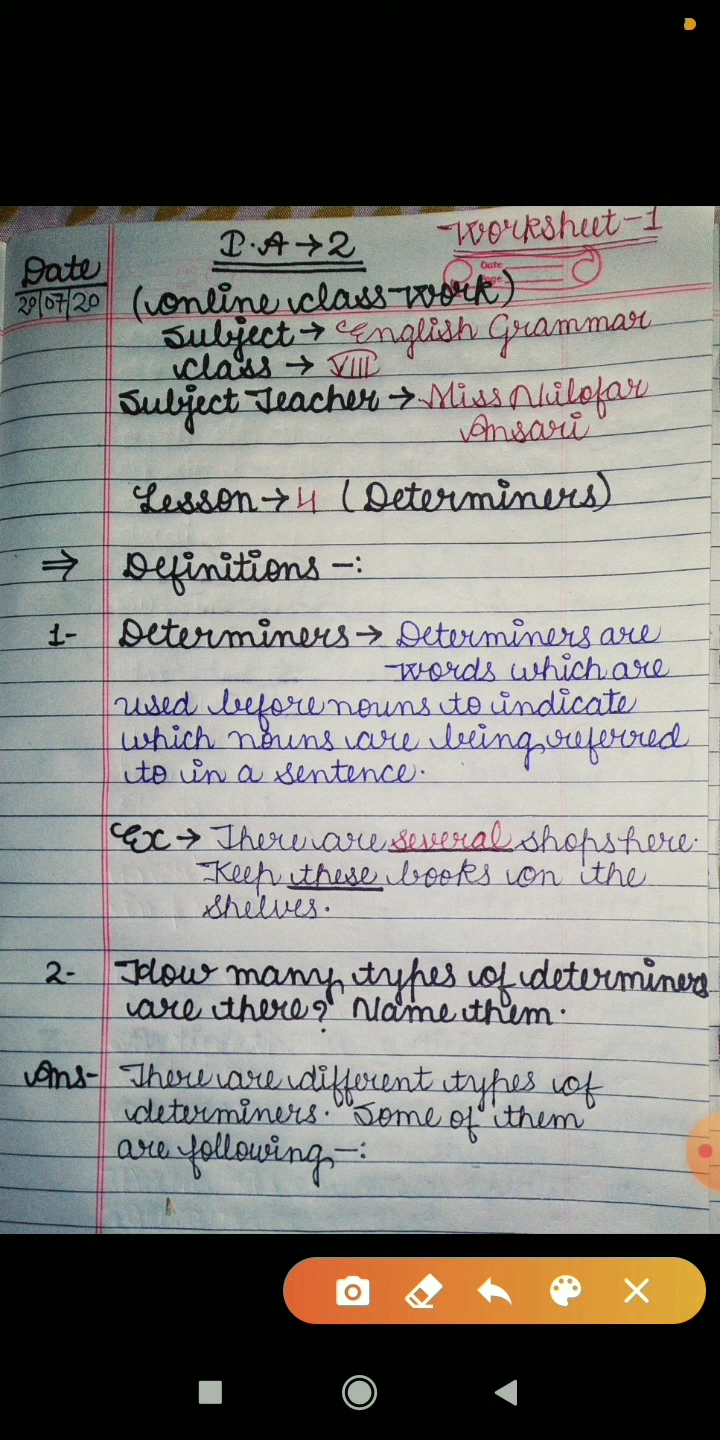 Worksheet-1
I.A→2
Date
20/07/20
Date
Page
(online class-work)
Subject→ English Grammar
class → VIII
Subject Teacher → Miss Nilofar
Ansari
Lesson→4 (Determiners)
⇒ Definitions -:
1- Determiners→ Determiners are
words which are
used before nouns to indicate
which nouns are being referred
to in a sentence.
Ex → There are several shops here.
Keep these books on the
shelves.
2- How many types of determiners
are there? Name them.
Ans- There are different types of
determiners. Some of them
are following -: